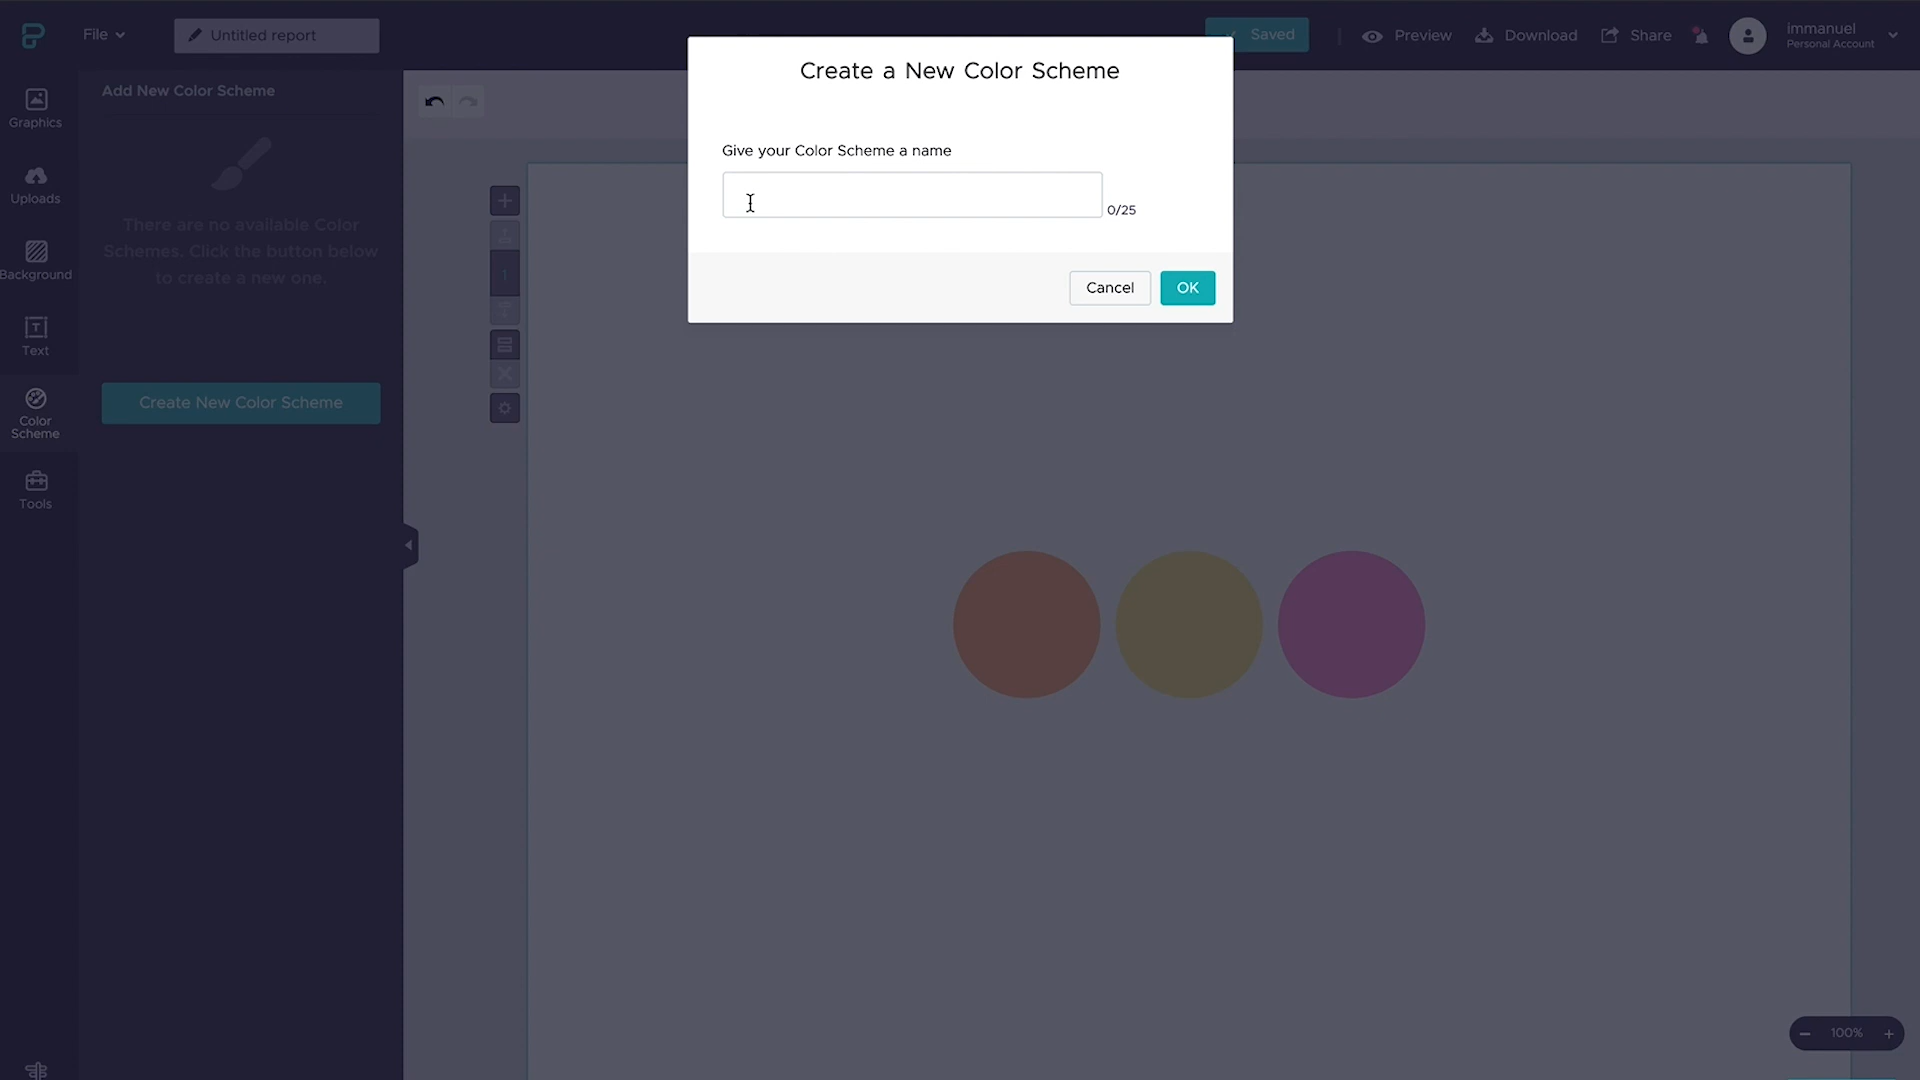 File
Untitled report
Saved
Preview
Download
Share
immanuel
Personal Account
Graphics
Uploads
Background
Text
Color
Scheme
Tools
Add New Color Scheme
There are no available Color
Schemes. Click the button below
to create a new one.
Create New Color Scheme
1
Create a New Color Scheme
Give your Color Scheme a name
0/25
Cancel
OK
100%